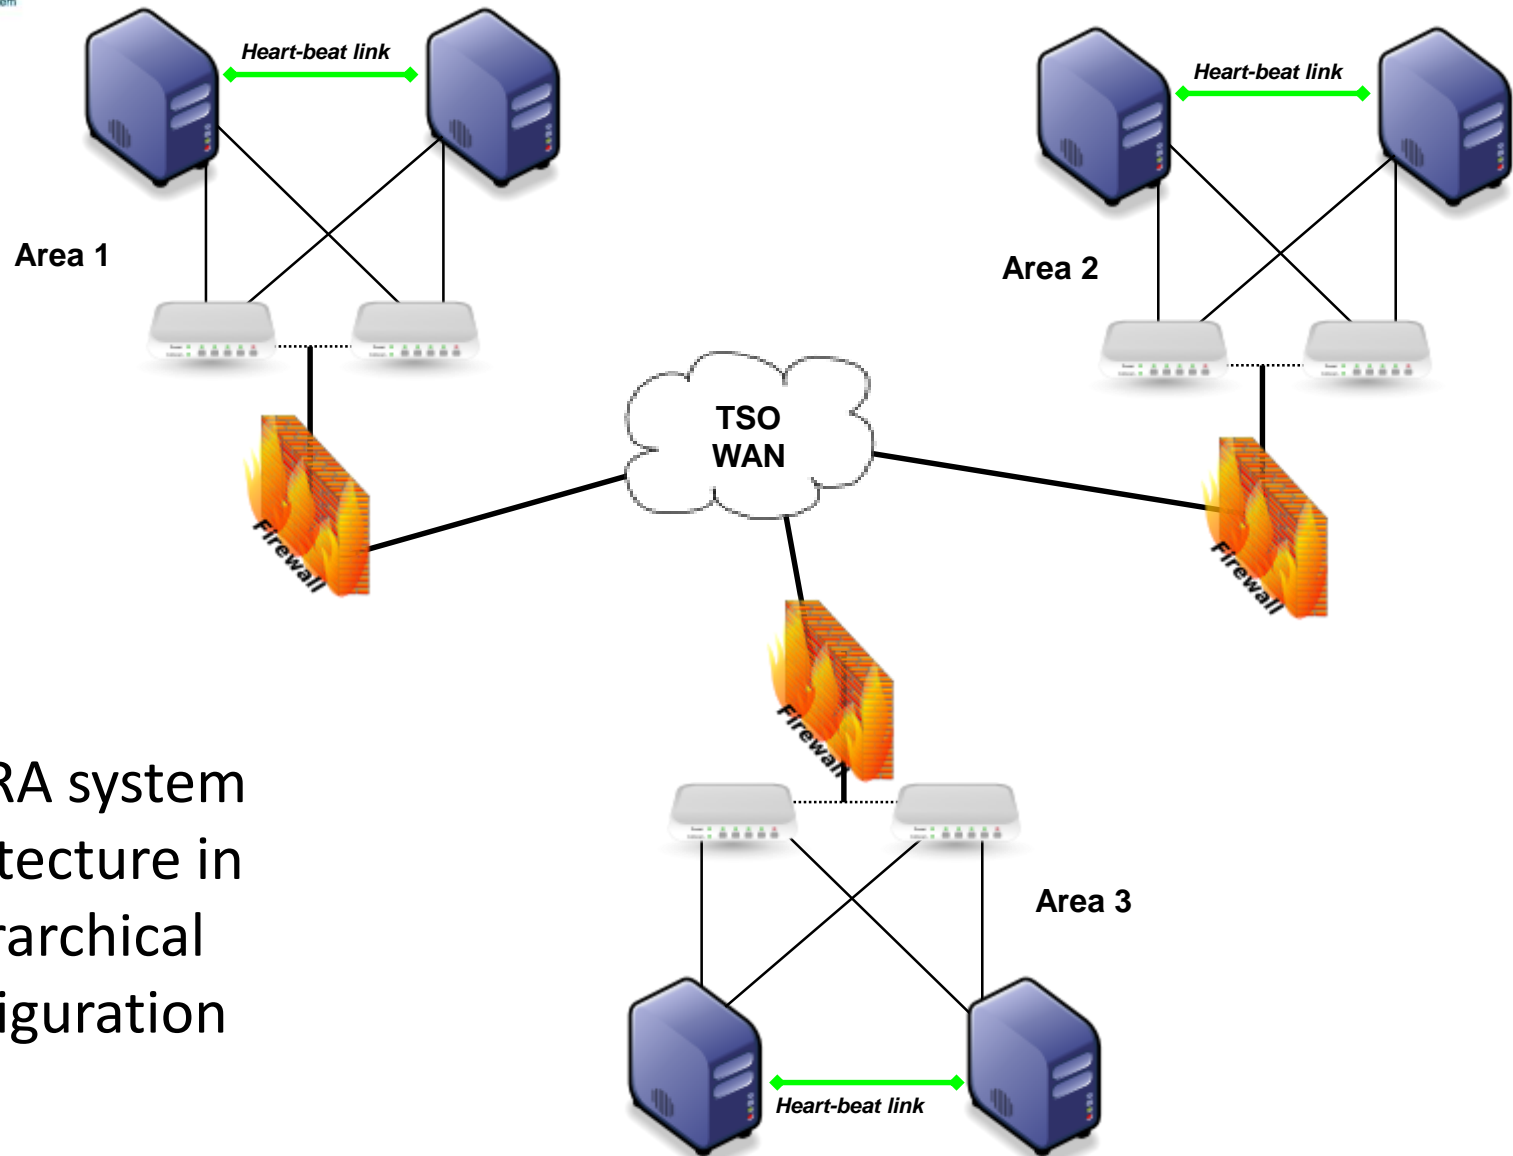 Heart-beat link
Heart-beat link
Area 1
Area 2
TSO
WAN
Firewall
Firewall
Firewall
RA system
tecture in
rarchical
iguration
Area 3
Heart-beat link